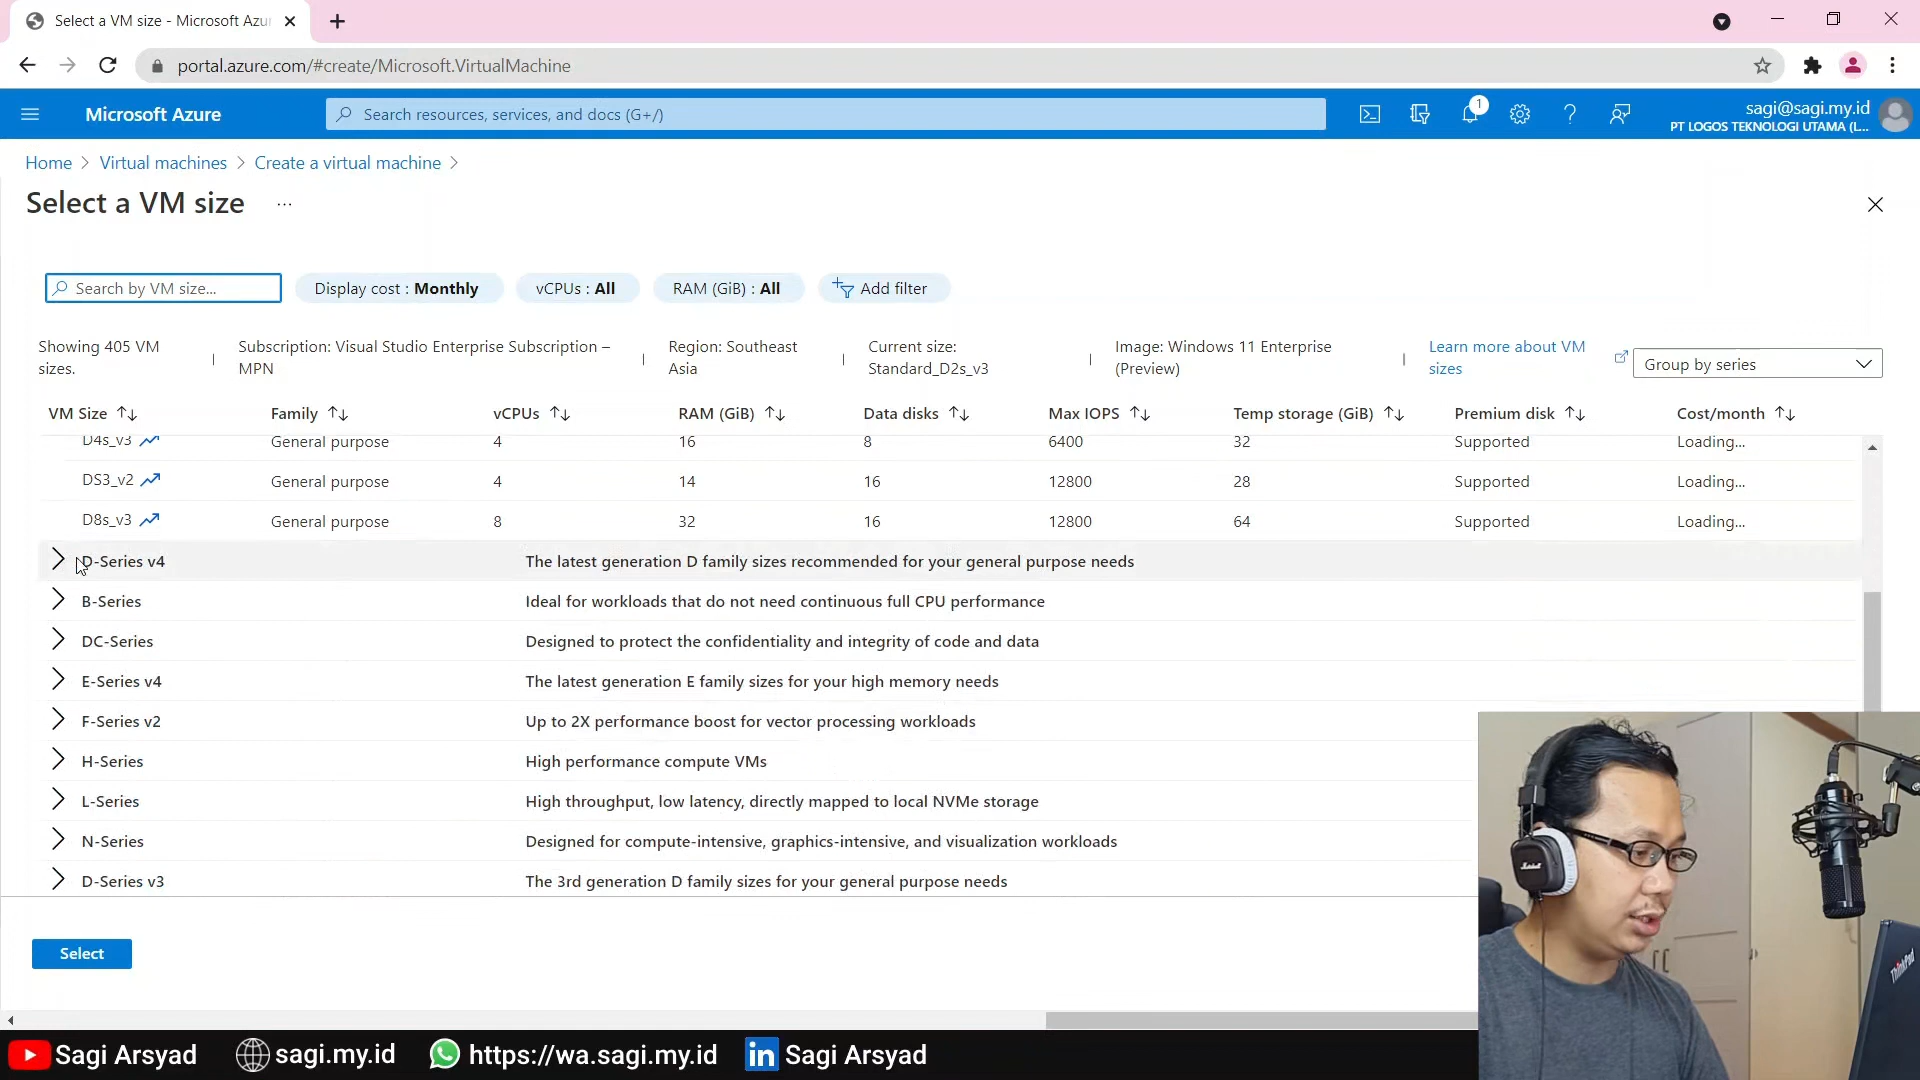 Select a VM size - Microsoft Azu
portal.azure.com/#create/Microsoft.VirtualMachine
Microsoft Azure
Search resources, services, and docs (G+/)
1
sagi@sagi.my.id
PT LOGOS TEKNOLOGI UTAMA (L...
Home > Virtual machines > Create a virtual machine >
Select a VM size ...
Search by VM size...
Display cost : Monthly
vCPUs : All
RAM (GiB) : All
Add filter
Showing 405 VM sizes.
Subscription: Visual Studio Enterprise Subscription – MPN
Region: Southeast Asia
Current size: Standard_D2s_v3
Image: Windows 11 Enterprise (Preview)
Learn more about VM sizes
Group by series
VM Size Family vCPUs RAM (GiB) Data disks Max IOPS Temp storage (GiB) Premium disk Cost/month
D4s_v3 General purpose 4 16 8 6400 32 Supported Loading...
DS3_v2 General purpose 4 14 16 12800 28 Supported Loading...
D8s_v3 General purpose 8 32 16 12800 64 Supported Loading...
D-Series v4 The latest generation D family sizes recommended for your general purpose needs
B-Series Ideal for workloads that do not need continuous full CPU performance
DC-Series Designed to protect the confidentiality and integrity of code and data
E-Series v4 The latest generation E family sizes for your high memory needs
F-Series v2 Up to 2X performance boost for vector processing workloads
H-Series High performance compute VMs
L-Series High throughput, low latency, directly mapped to local NVMe storage
N-Series Designed for compute-intensive, graphics-intensive, and visualization workloads
D-Series v3 The 3rd generation D family sizes for your general purpose needs
Select
Marshall
ThinkPad
Sagi Arsyad sagi.my.id https://wa.sagi.my.id in Sagi Arsyad